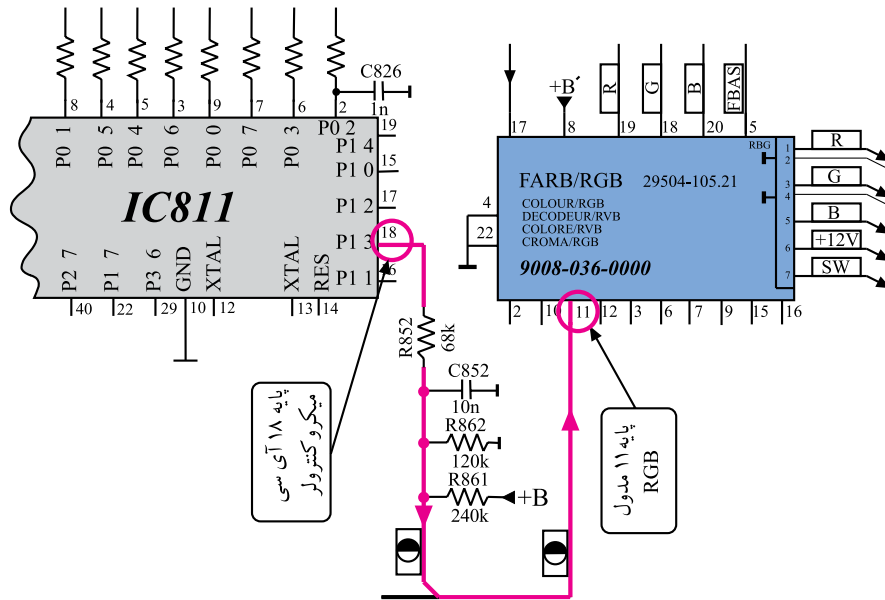 C826
1n
8
4
5
3
9
7
6
2
P0 1
P0 5
P0 4
P0 6
P0 0
P0 7
P0 3
P0 2
19
P1 4
15
P1 0
17
P1 2
18
P1 3
6
P1 1
IC811
P2 7
P1 7
P3 6
GND
XTAL
XTAL
RES
40
22
29
10
12
13
14
R852
68k
C852
10n
R862
120k
R861
240k
+B
پایه ۱۸ آی سی
میکرو کنترولر
+B′
R
G
B
FBAS
17
8
19
18
20
5
RBG
FARB/RGB 29504-105.21
COLOUR/RGB
DECODEUR/RVB
COLORE/RVB
CROMA/RGB
9008-036-0000
4
22
1
2
3
4
5
6
7
R
G
B
+12V
SW
2
10
11
12
3
6
7
9
15
16
پایه ۱۱ مدول
RGB